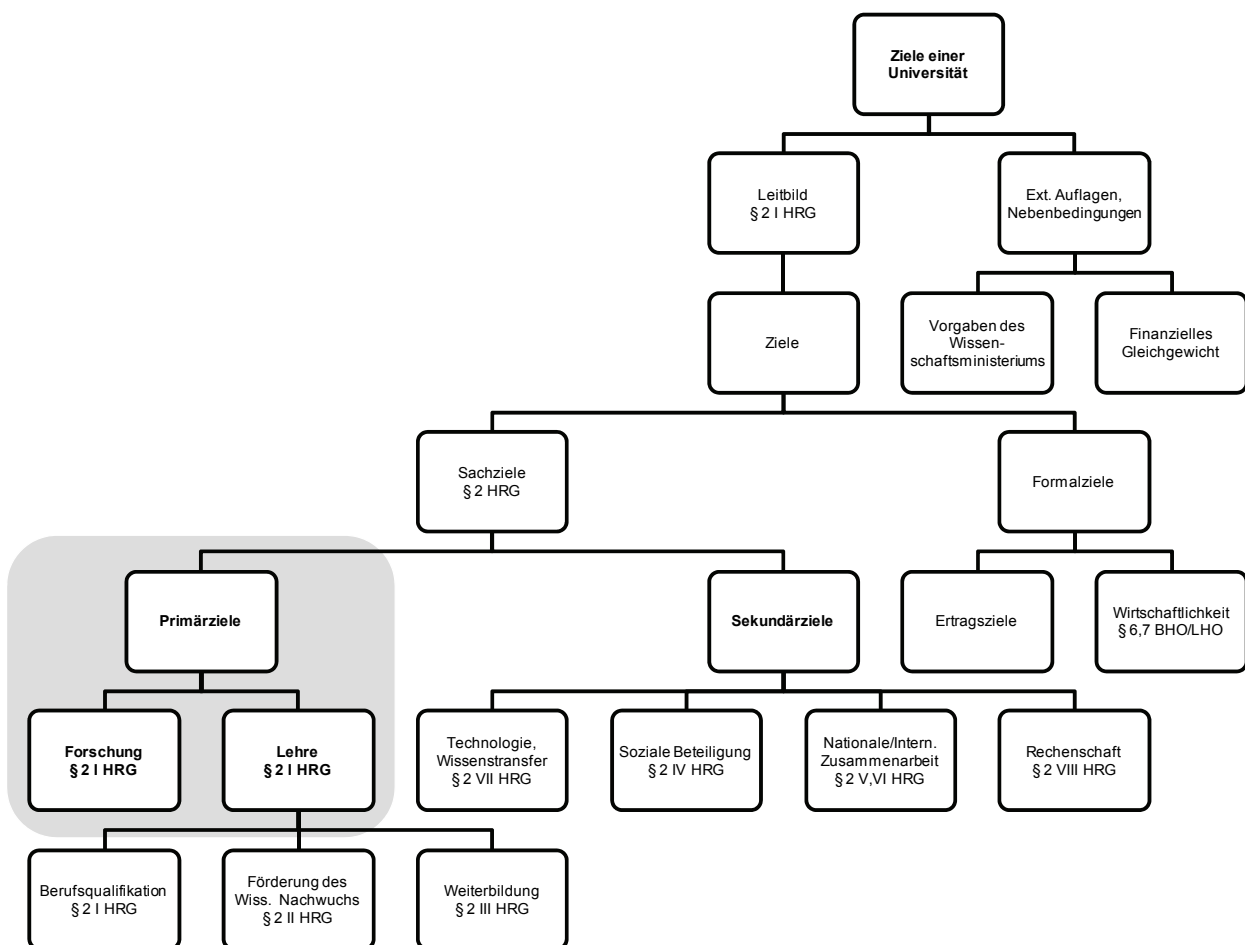 Ziele einer
Universität
Leitbild
§ 2 I HRG
Ext. Auflagen,
Nebenbedingungen
Ziele
Vorgaben des
Wissen-
schaftsministeriums
Finanzielles
Gleichgewicht
Sachziele
§ 2 HRG
Formalziele
Primärziele
Sekundärziele
Ertragsziele
Wirtschaftlichkeit
§ 6,7 BHO/LHO
Forschung
§ 2 I HRG
Lehre
§ 2 I HRG
Technologie,
Wissenstransfer
§ 2 VII HRG
Soziale Beteiligung
§ 2 IV HRG
Nationale/Intern.
Zusammenarbeit
§ 2 V,VI HRG
Rechenschaft
§ 2 VIII HRG
Berufsqualifikation
§ 2 I HRG
Förderung des
Wiss. Nachwuchs
§ 2 II HRG
Weiterbildung
§ 2 III HRG